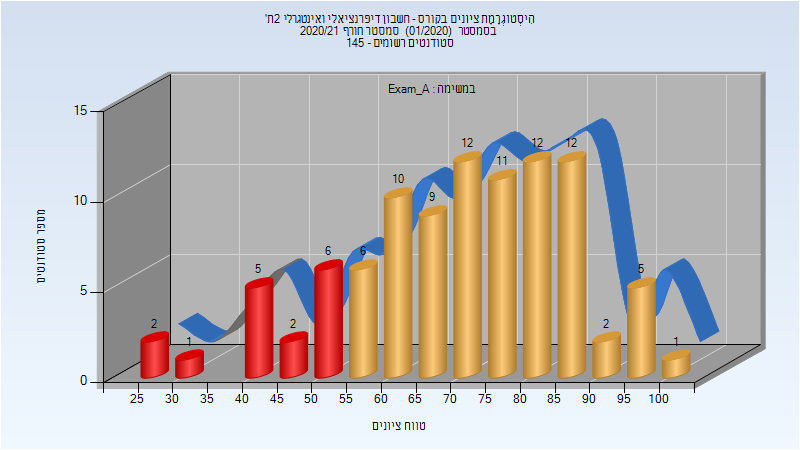 הִיסְטוֹגְרַמַת ציונים בקורס - חשבון דיפרנציאלי ואינטגרלי 2ת'
בסמסטר (01/2020) סמסטר חורף 2020/21
סטודנטים רשומים - 145
במשימה : Exam_A
מספר סטודנטים
15
10
5
0
2
1
5
2
6
6
10
9
12
11
12
12
2
5
1
25 30 35 40 45 50 55 60 65 70 75 80 85 90 95 100
טווח ציונים